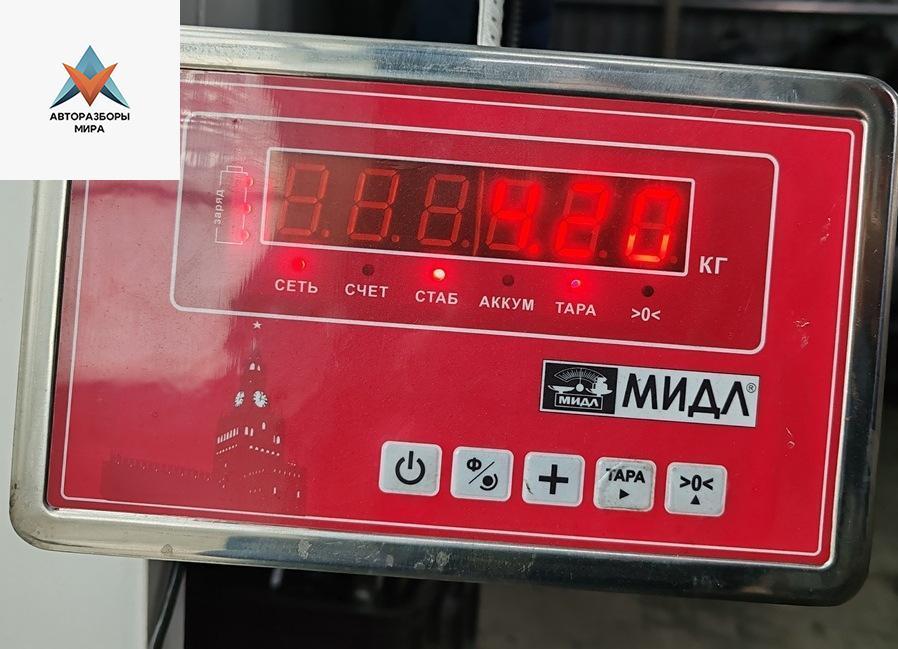 АВТОРАЗБОРЫ
МИРА
заряд
4.20
КГ
СЕТЬ СЧЕТ СТАБ АККУМ ТАРА >0<
МИДЛ МИДЛ®
Ф + ТАРА >0<